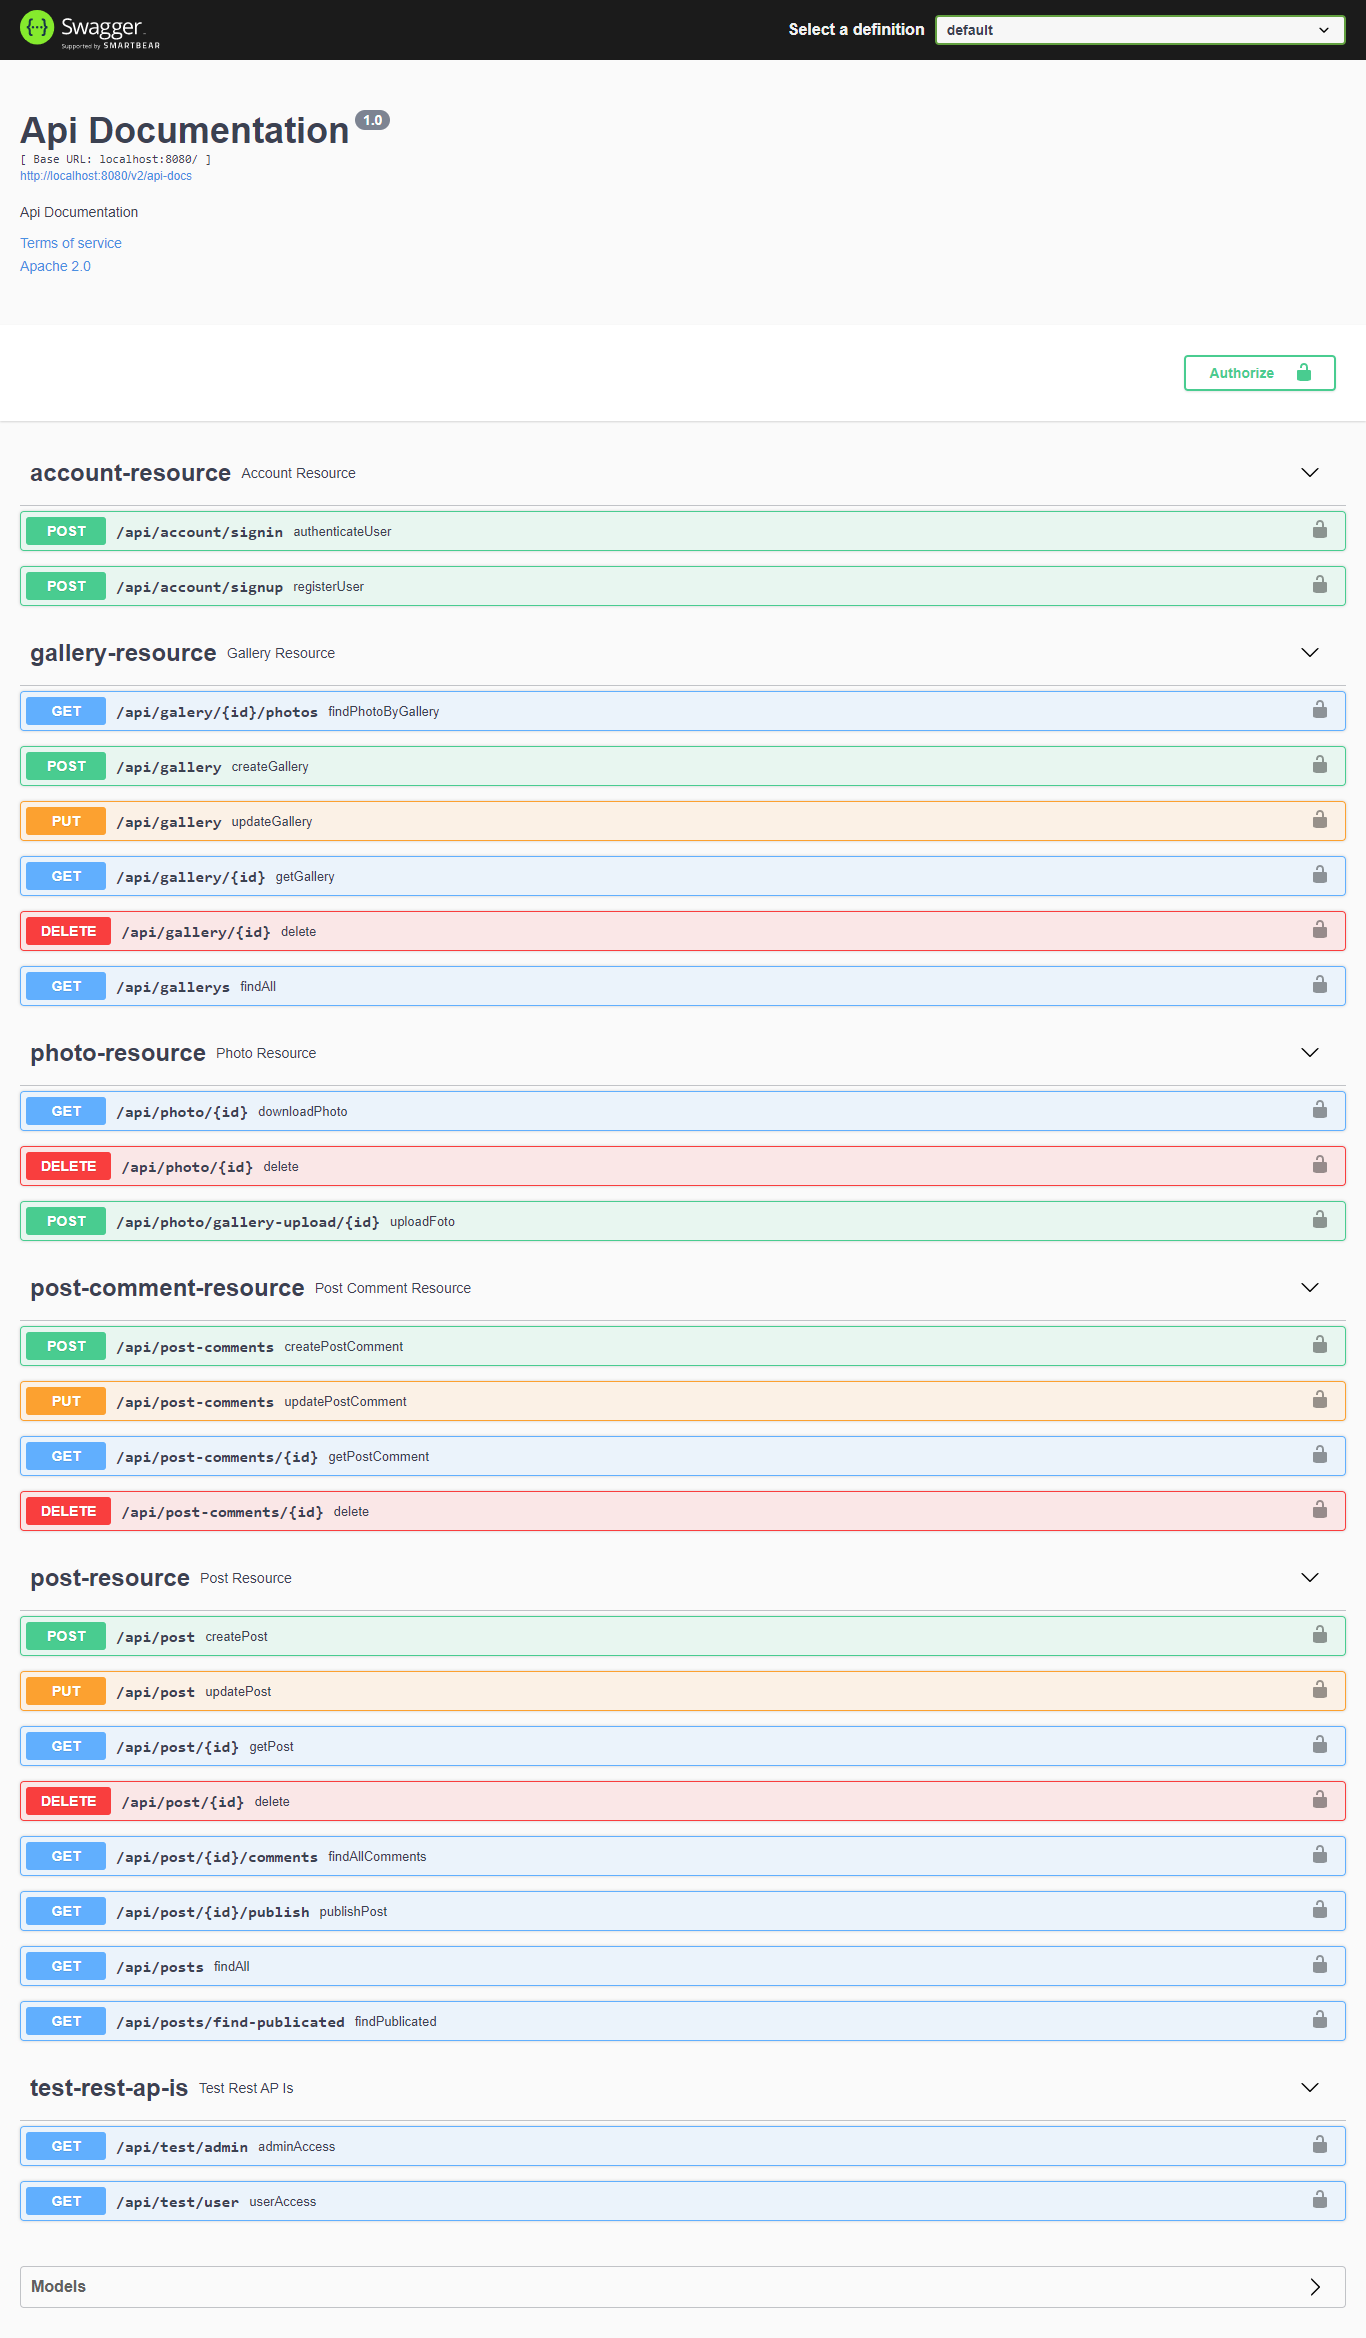 Swagger
Supported by SMARTBEAR
Select a definition
default
Api Documentation 1.0
[ Base URL: localhost:8080/ ]
http://localhost:8080/v2/api-docs
Api Documentation
Terms of service
Apache 2.0
Authorize
account-resource Account Resource
POST /api/account/signin authenticateUser
POST /api/account/signup registerUser
gallery-resource Gallery Resource
GET /api/galery/{id}/photos findPhotoByGallery
POST /api/gallery createGallery
PUT /api/gallery updateGallery
GET /api/gallery/{id} getGallery
DELETE /api/gallery/{id} delete
GET /api/gallerys findAll
photo-resource Photo Resource
GET /api/photo/{id} downloadPhoto
DELETE /api/photo/{id} delete
POST /api/photo/gallery-upload/{id} uploadFoto
post-comment-resource Post Comment Resource
POST /api/post-comments createPostComment
PUT /api/post-comments updatePostComment
GET /api/post-comments/{id} getPostComment
DELETE /api/post-comments/{id} delete
post-resource Post Resource
POST /api/post createPost
PUT /api/post updatePost
GET /api/post/{id} getPost
DELETE /api/post/{id} delete
GET /api/post/{id}/comments findAllComments
GET /api/post/{id}/publish publishPost
GET /api/posts findAll
GET /api/posts/find-publicated findPublicated
test-rest-ap-is Test Rest AP Is
GET /api/test/admin adminAccess
GET /api/test/user userAccess
Models